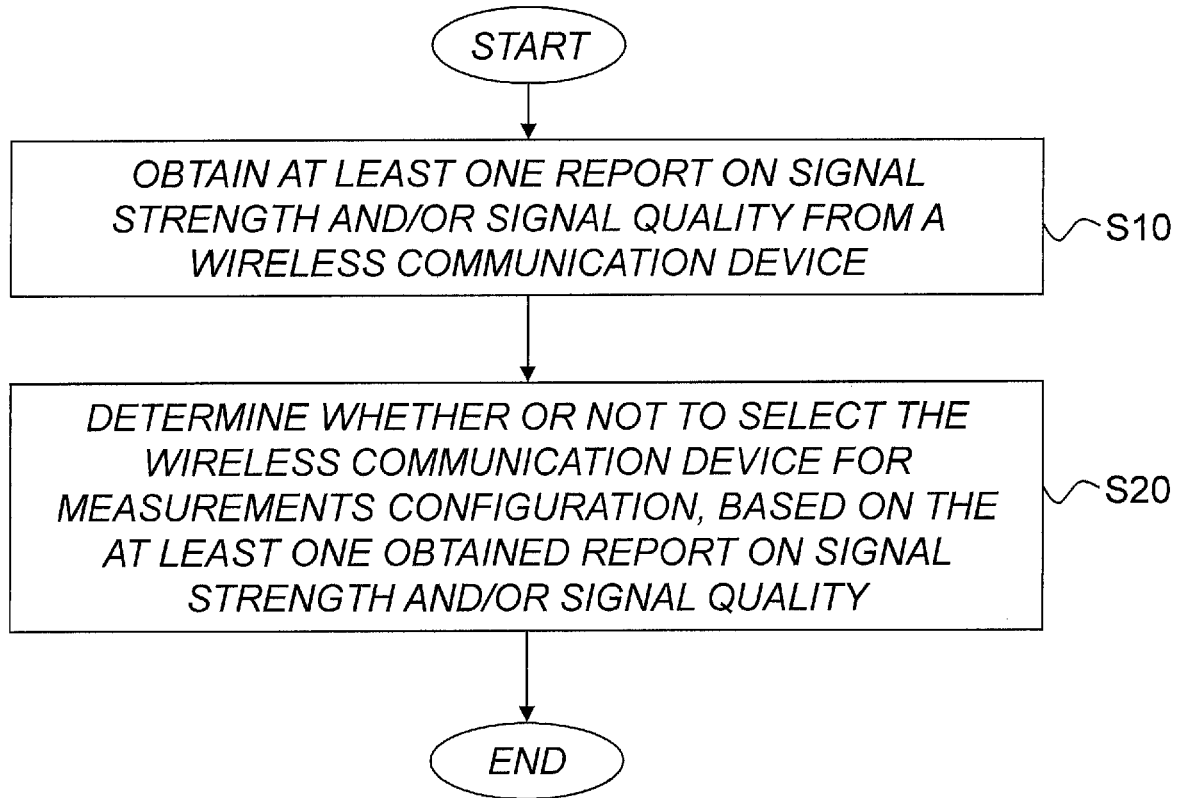 START
OBTAIN AT LEAST ONE REPORT ON SIGNAL
STRENGTH AND/OR SIGNAL QUALITY FROM A
WIRELESS COMMUNICATION DEVICE
S10
DETERMINE WHETHER OR NOT TO SELECT THE
WIRELESS COMMUNICATION DEVICE FOR
MEASUREMENTS CONFIGURATION, BASED ON THE
AT LEAST ONE OBTAINED REPORT ON SIGNAL
STRENGTH AND/OR SIGNAL QUALITY
S20
END